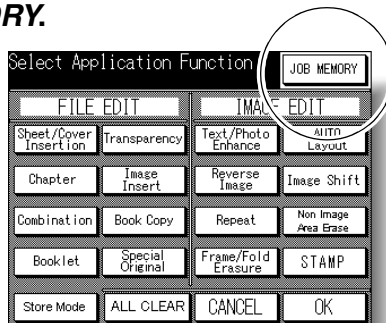 ORY.
Select Application Function
JOB MEMORY
FILE EDIT
IMAGE EDIT
Sheet/Cover
Insertion
Transparency
Text/Photo
Enhance
AUTO
Layout
Chapter
Image
Insert
Reverse
Image
Image Shift
Combination
Book Copy
Repeat
Non Image
Area Erase
Booklet
Special
Original
Frame/Fold
Erasure
STAMP
Store Mode
ALL CLEAR
CANCEL
OK